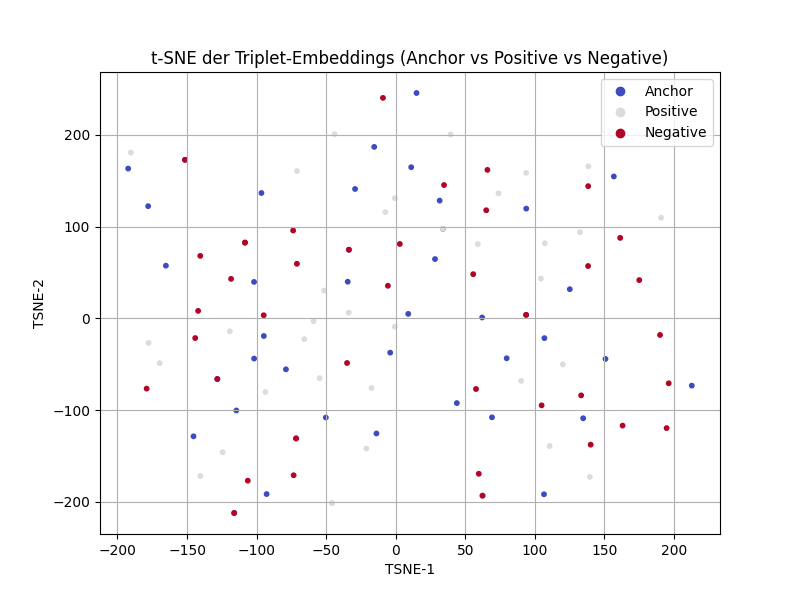 t-SNE der Triplet-Embeddings (Anchor vs Positive vs Negative)
Anchor
Positive
Negative
200
100
0
−100
−200
TSNE-2
−200 −150 −100 −50 0 50 100 150 200
TSNE-1